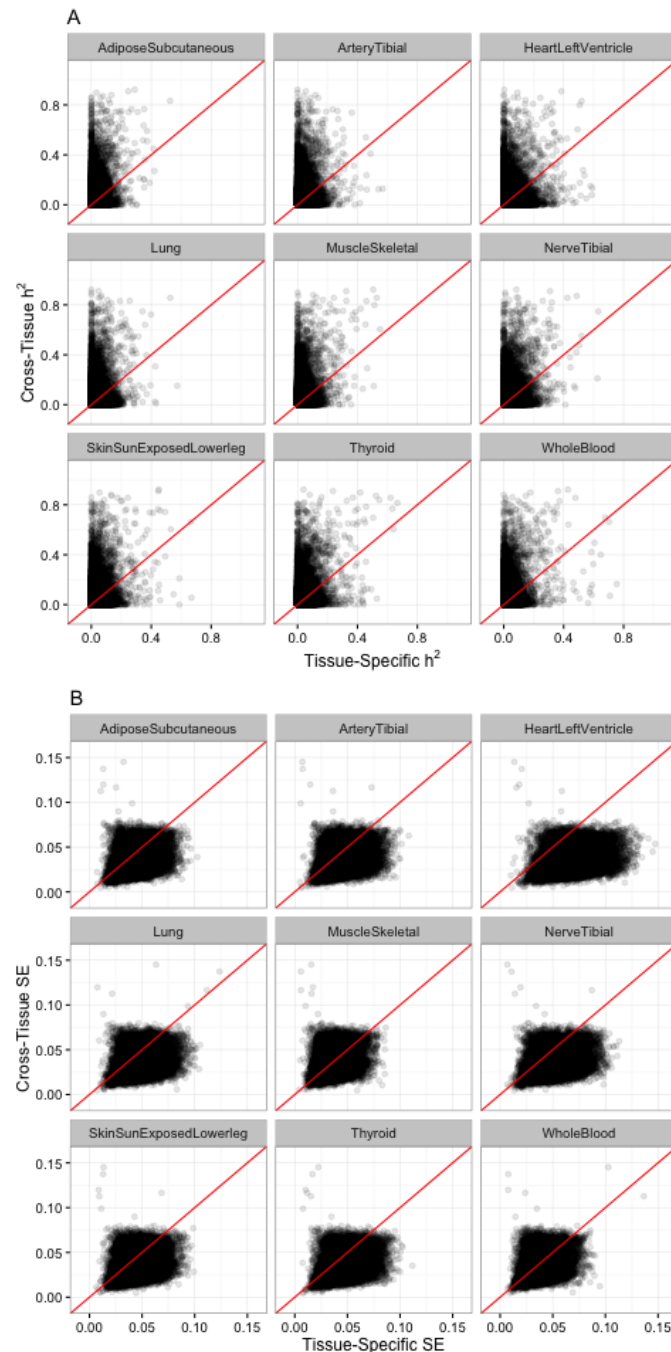 A
AdiposeSubcutaneous ArteryTibial HeartLeftVentricle
0.8
0.4
0.0
Lung MuscleSkeletal NerveTibial
0.8
0.4
0.0
Cross-Tissue h²
SkinSunExposedLowerleg Thyroid WholeBlood
0.8
0.4
0.0
0.0 0.4 0.8 0.0 0.4 0.8 0.0 0.4 0.8
Tissue-Specific h²
B
AdiposeSubcutaneous ArteryTibial HeartLeftVentricle
0.15
0.10
0.05
0.00
Lung MuscleSkeletal NerveTibial
0.15
0.10
0.05
0.00
Cross-Tissue SE
SkinSunExposedLowerleg Thyroid WholeBlood
0.15
0.10
0.05
0.00
0.00 0.05 0.10 0.15 0.00 0.05 0.10 0.15 0.00 0.05 0.10 0.15
Tissue-Specific SE